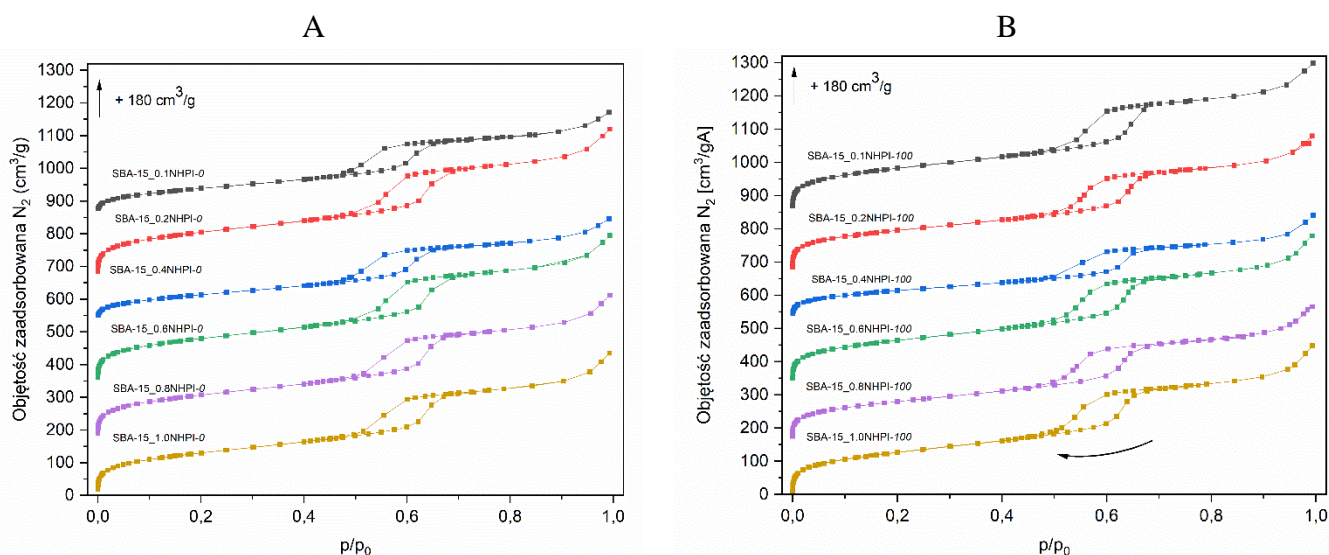 A
Objętość zaadsorbowana N2 (cm3/g)
1300
1200
1100
1000
900
800
700
600
500
400
300
200
100
0
+ 180 cm3/g
SBA-15_0.1NHPI-0
SBA-15_0.2NHPI-0
SBA-15_0.4NHPI-0
SBA-15_0.6NHPI-0
SBA-15_0.8NHPI-0
SBA-15_1.0NHPI-0
0,0 0,2 0,4 0,6 0,8 1,0
p/p0
B
Objętość zaadsorbowana N2 [cm3/gA]
1300
1200
1100
1000
900
800
700
600
500
400
300
200
100
0
+ 180 cm3/g
SBA-15_0.1NHPI-100
SBA-15_0.2NHPI-100
SBA-15_0.4NHPI-100
SBA-15_0.6NHPI-100
SBA-15_0.8NHPI-100
SBA-15_1.0NHPI-100
0,0 0,2 0,4 0,6 0,8 1,0
p/p0